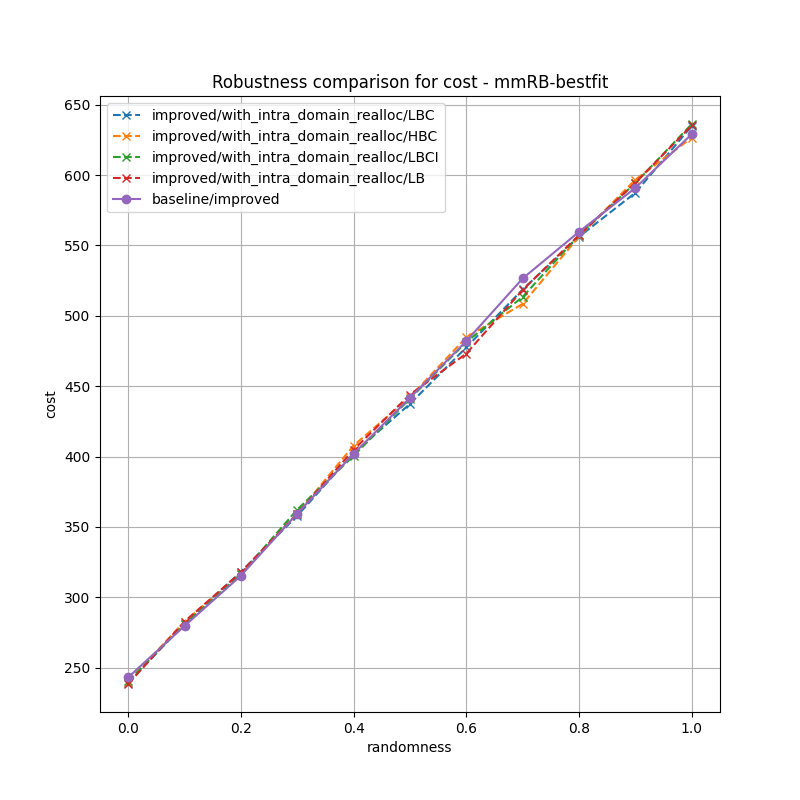 Robustness comparison for cost - mmRB-bestfit
650
600
550
500
450
400
350
300
250
cost
improved/with_intra_domain_realloc/LBC
improved/with_intra_domain_realloc/HBC
improved/with_intra_domain_realloc/LBCI
improved/with_intra_domain_realloc/LB
baseline/improved
0.0 0.2 0.4 0.6 0.8 1.0
randomness